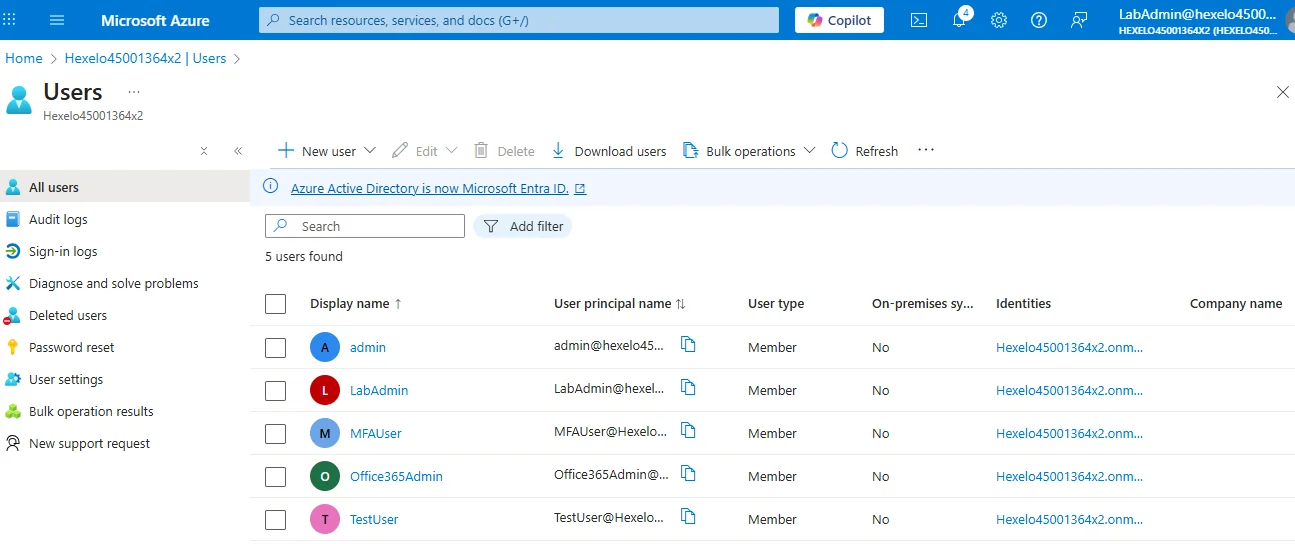 Microsoft Azure
Search resources, services, and docs (G+/)
Copilot
4
LabAdmin@hexelo4500...
HEXELO45001364X2 (HEXELO450...
Home > Hexelo45001364x2 | Users >
Users ...
Hexelo45001364x2
New user
Edit
Delete
Download users
Bulk operations
Refresh
...
All users
Audit logs
Sign-in logs
Diagnose and solve problems
Deleted users
Password reset
User settings
Bulk operation results
New support request
Azure Active Directory is now Microsoft Entra ID.
Search
Add filter
5 users found
Display name ↑ User principal name ↑↓ User type On-premises sy... Identities Company name
A admin admin@hexelo45... Member No Hexelo45001364x2.onm...
L LabAdmin LabAdmin@hexel... Member No Hexelo45001364x2.onm...
M MFAUser MFAUser@Hexelo... Member No Hexelo45001364x2.onm...
O Office365Admin Office365Admin@... Member No Hexelo45001364x2.onm...
T TestUser TestUser@Hexelo... Member No Hexelo45001364x2.onm...